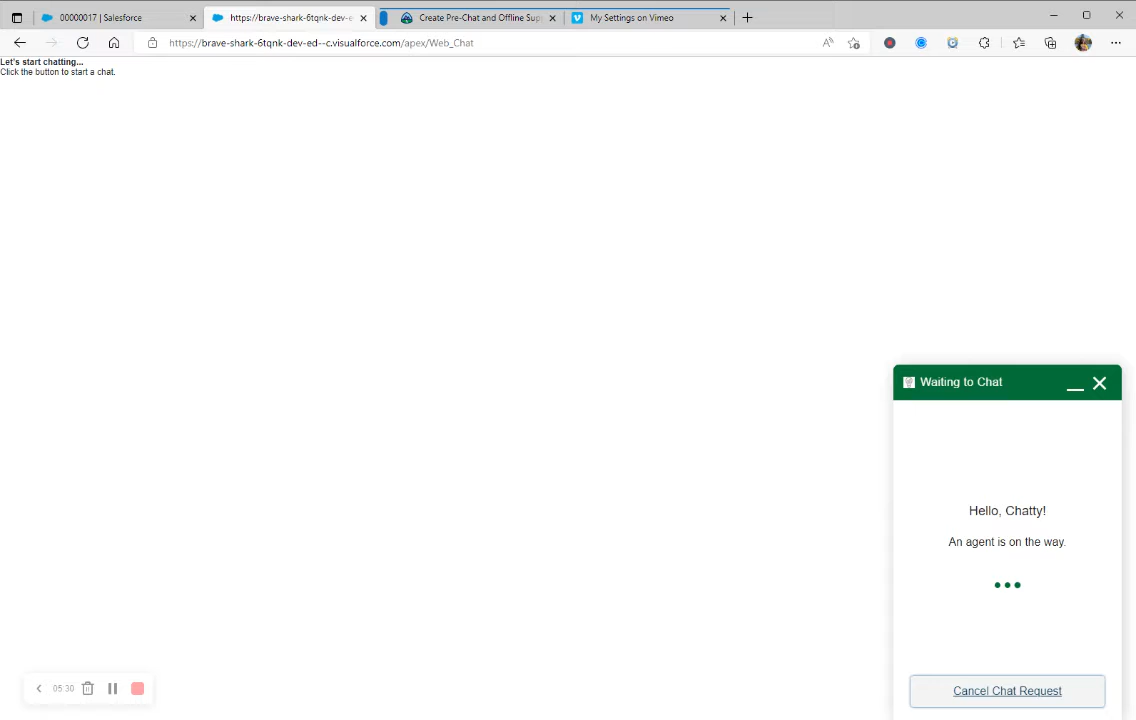 00000017 | Salesforce
https://brave-shark-6tqnk-dev-e
Create Pre-Chat and Offline Sup
My Settings on Vimeo
https://brave-shark-6tqnk-dev-ed--c.visualforce.com/apex/Web_Chat
Let's start chatting...
Click the button to start a chat.
Waiting to Chat
Hello, Chatty!
An agent is on the way.
Cancel Chat Request
05:30